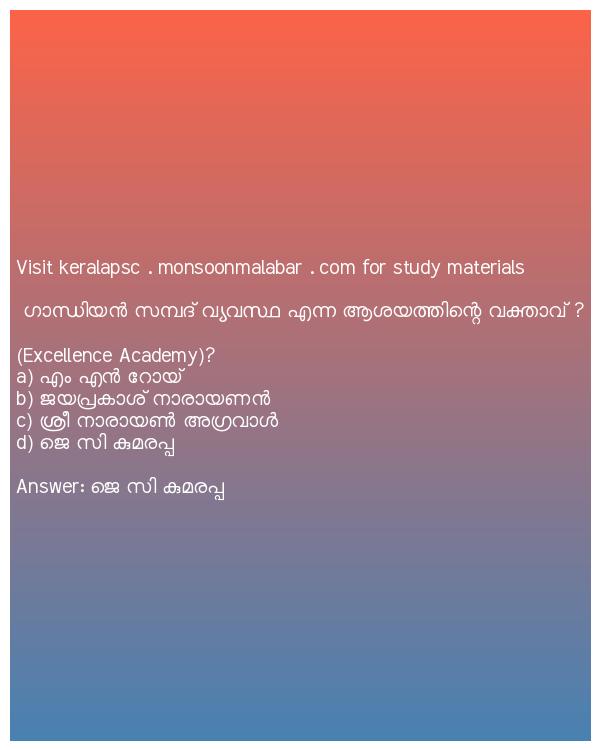 Visit keralapsc . monsoonmalabar . com for study materials
ഗാന്ധിയൻ സമ്പദ് വ്യവസ്ഥ എന്ന ആശയത്തിന്റെ വക്താവ് ?
(Excellence Academy)?
a) എം എൻ റോയ്
b) ജയപ്രകാശ് നാരായണൻ
c) ശ്രീ നാരായൺ അഗ്രവാൾ
d) ജെ സി കുമരപ്പ
Answer: ജെ സി കുമരപ്പ